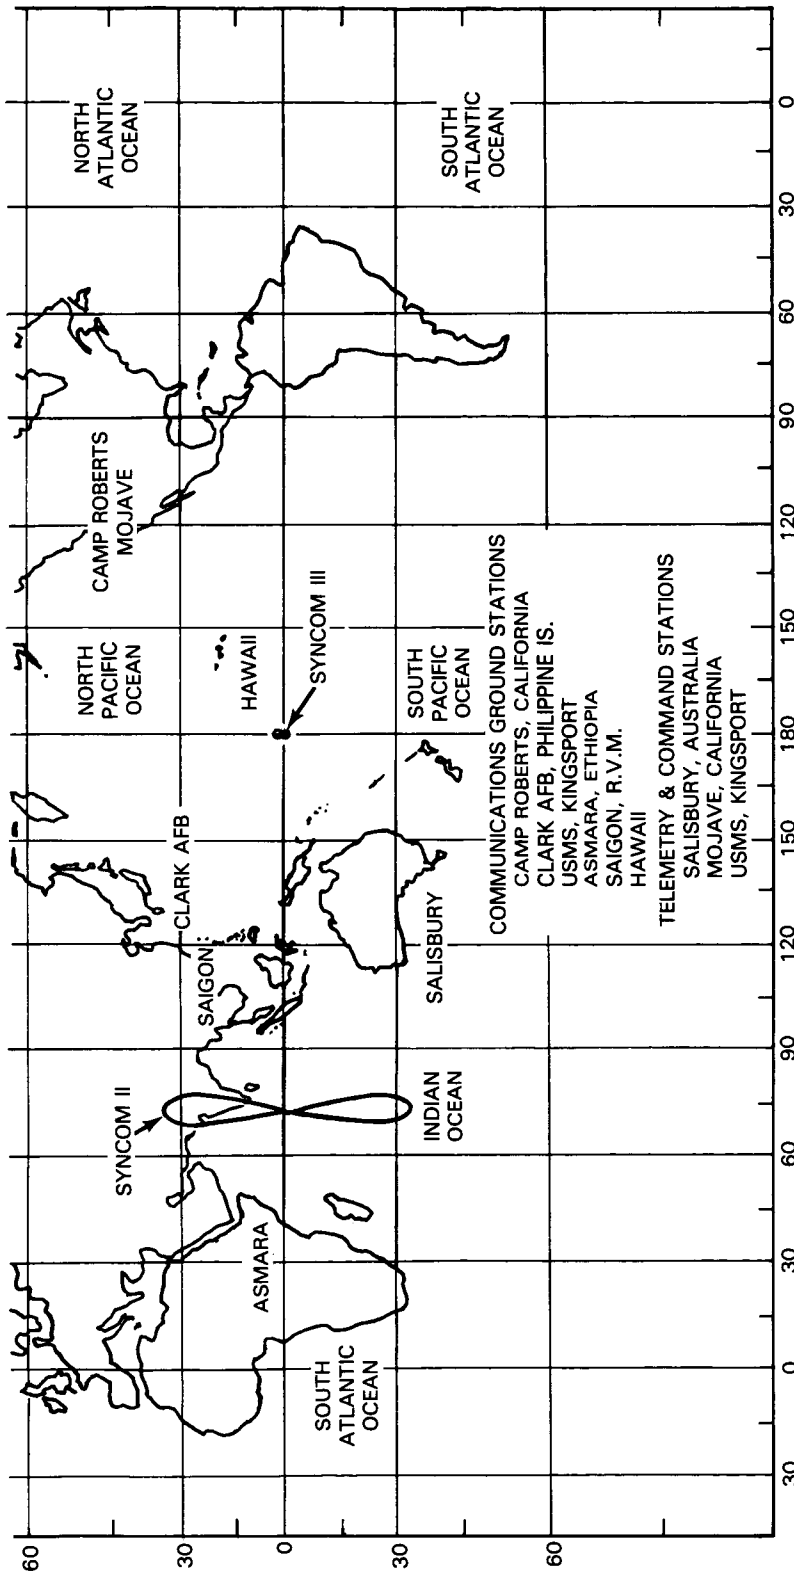 NORTH
ATLANTIC
OCEAN
SOUTH
ATLANTIC
OCEAN
CAMP ROBERTS
MOJAVE
NORTH
PACIFIC
OCEAN
HAWAII
SYNCOM III
SOUTH
PACIFIC
OCEAN
CLARK AFB
SAIGON
SALISBURY
SYNCOM II
INDIAN
OCEAN
ASMARA
SOUTH
ATLANTIC
OCEAN
COMMUNICATIONS GROUND STATIONS
CAMP ROBERTS, CALIFORNIA
CLARK AFB, PHILIPPINE IS.
USMS, KINGSPORT
ASMARA, ETHIOPIA
SAIGON, R.V.M.
HAWAII
TELEMETRY & COMMAND STATIONS
SALISBURY, AUSTRALIA
MOJAVE, CALIFORNIA
USMS, KINGSPORT
60
30
0
30
60
30
0
30
60
90
120
150
180
150
120
90
60
30
0